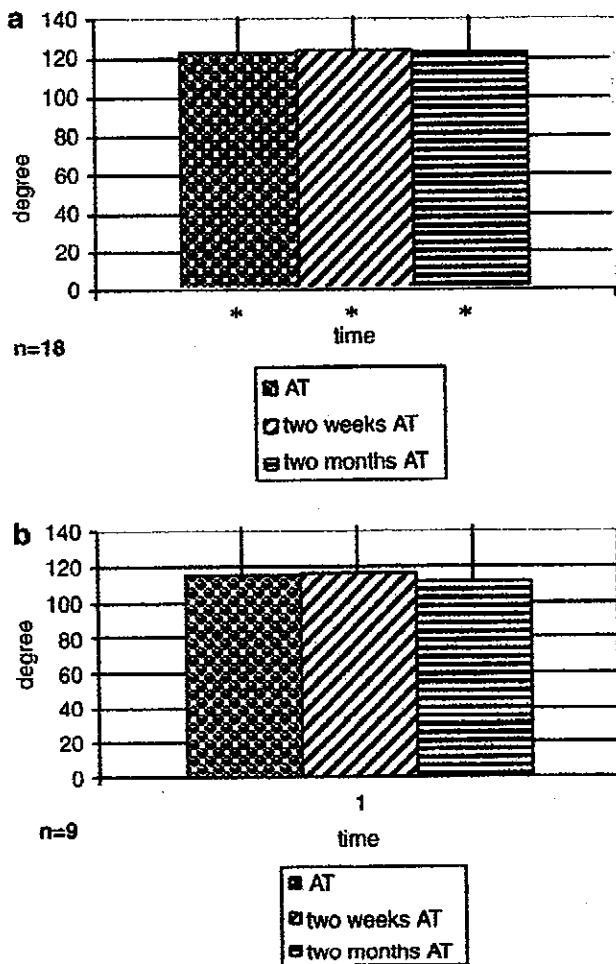 a
140
120
100
80
60
40
20
0
degree
* * *
time
n=18
AT
two weeks AT
two months AT
b
140
120
100
80
60
40
20
0
degree
1
time
n=9
AT
two weeks AT
two months AT